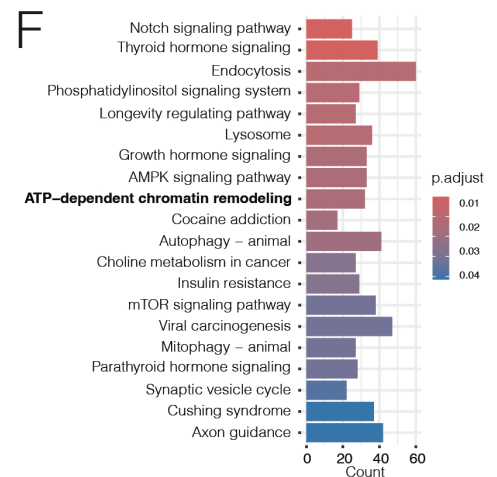 F
Notch signaling pathway
Thyroid hormone signaling
Endocytosis
Phosphatidylinositol signaling system
Longevity regulating pathway
Lysosome
Growth hormone signaling
AMPK signaling pathway
ATP–dependent chromatin remodeling
Cocaine addiction
Autophagy – animal
Choline metabolism in cancer
Insulin resistance
mTOR signaling pathway
Viral carcinogenesis
Mitophagy – animal
Parathyroid hormone signaling
Synaptic vesicle cycle
Cushing syndrome
Axon guidance
0 20 40 60
Count
p.adjust
0.01
0.02
0.03
0.04